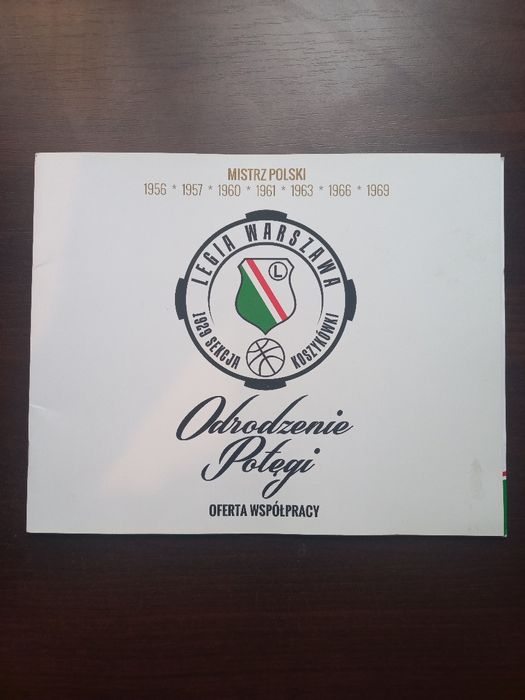 MISTRZ POLSKI
1956 * 1957 * 1960 * 1961 * 1963 * 1966 * 1969
LEGIA WARSZAWA
L
1929 SEKCJA KOSZYKÓWKI
Odrodzenie
Potęgi
OFERTA WSPÓŁPRACY